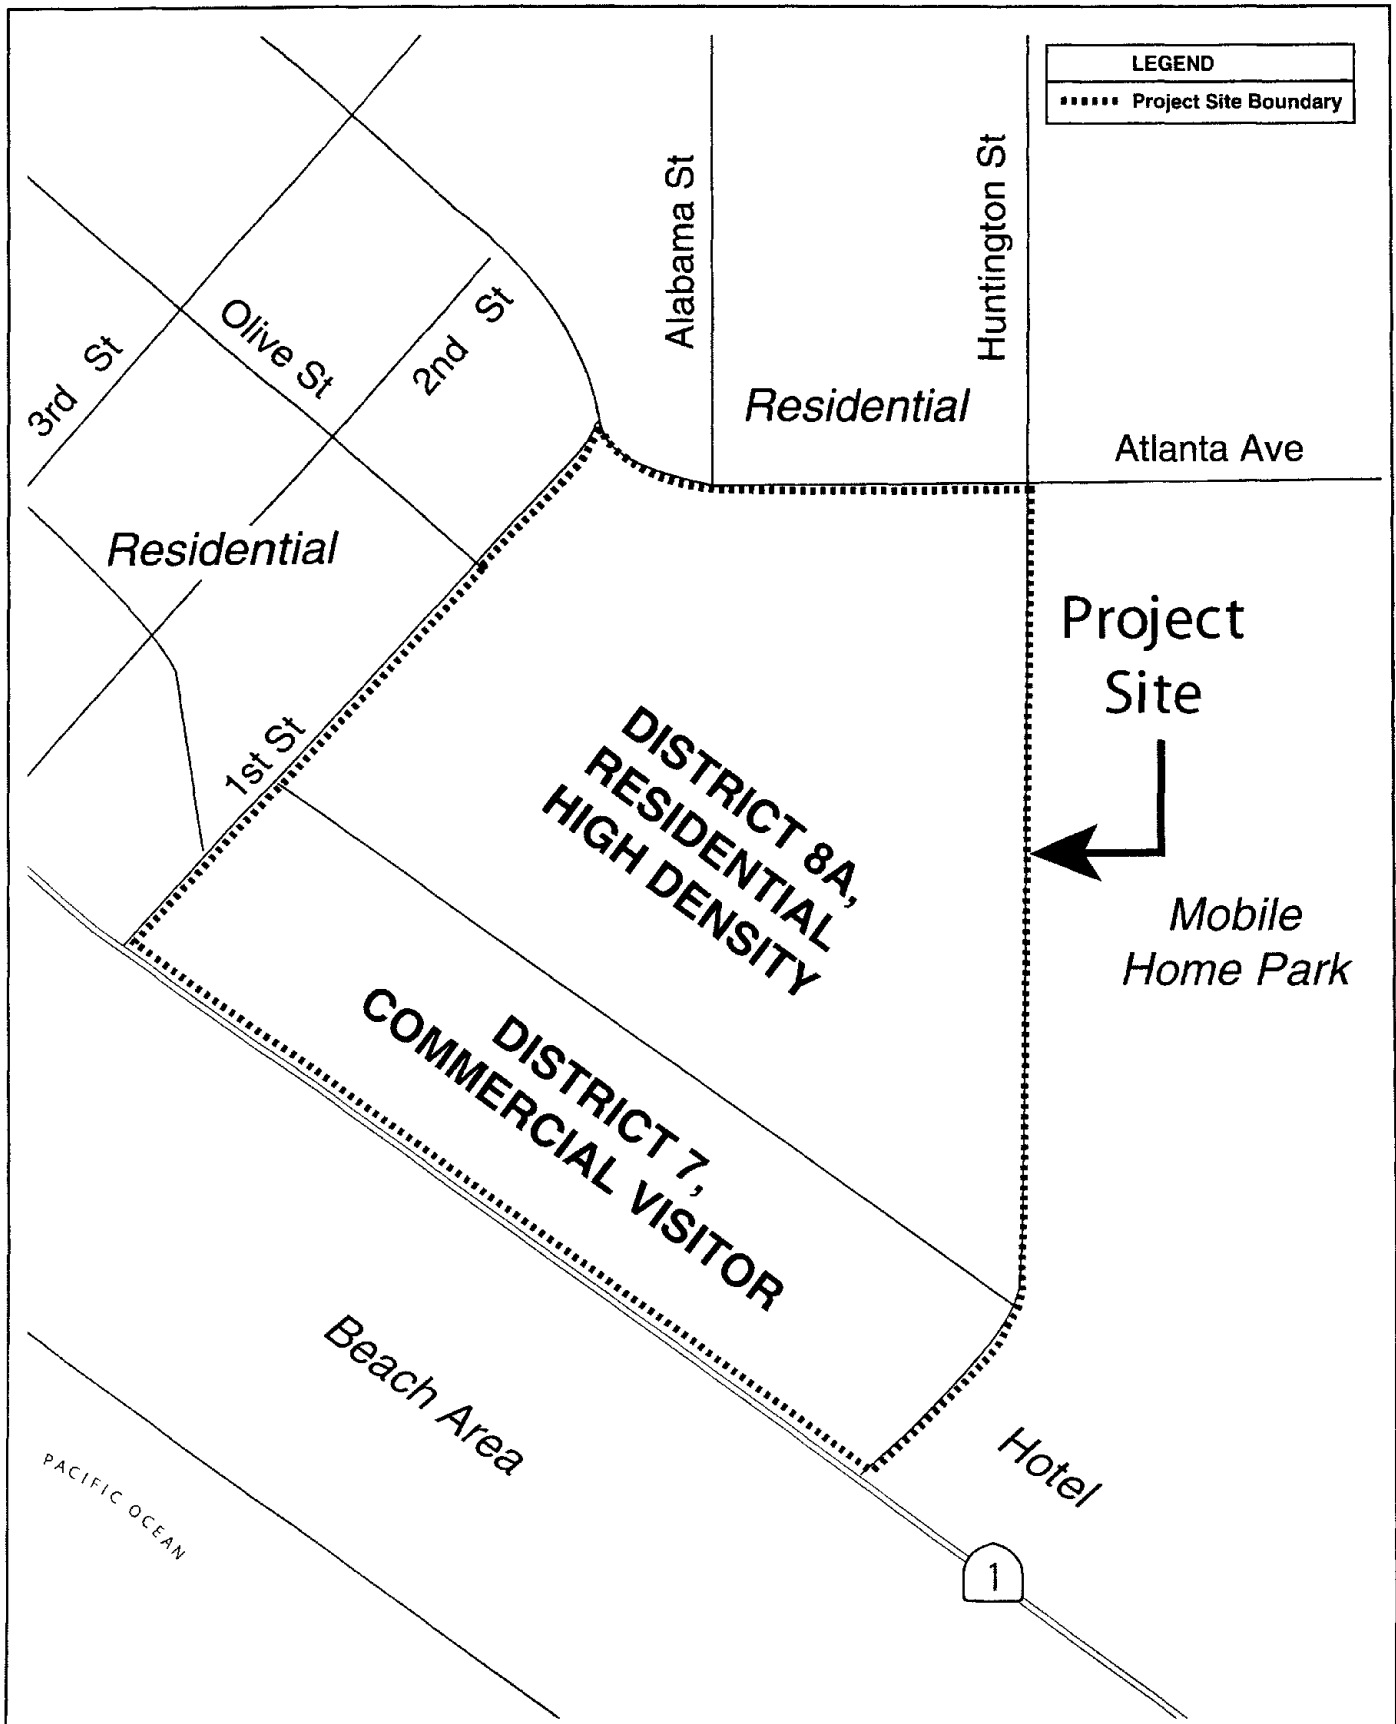 LEGEND
Project Site Boundary
Alabama St
Huntington St
Olive St
2nd St
3rd St
Residential
Atlanta Ave
Residential
Project
Site
1st St
DISTRICT 8A,
RESIDENTIAL
HIGH DENSITY
Mobile
Home Park
DISTRICT 7,
COMMERCIAL VISITOR
Beach Area
Hotel
PACIFIC OCEAN
1